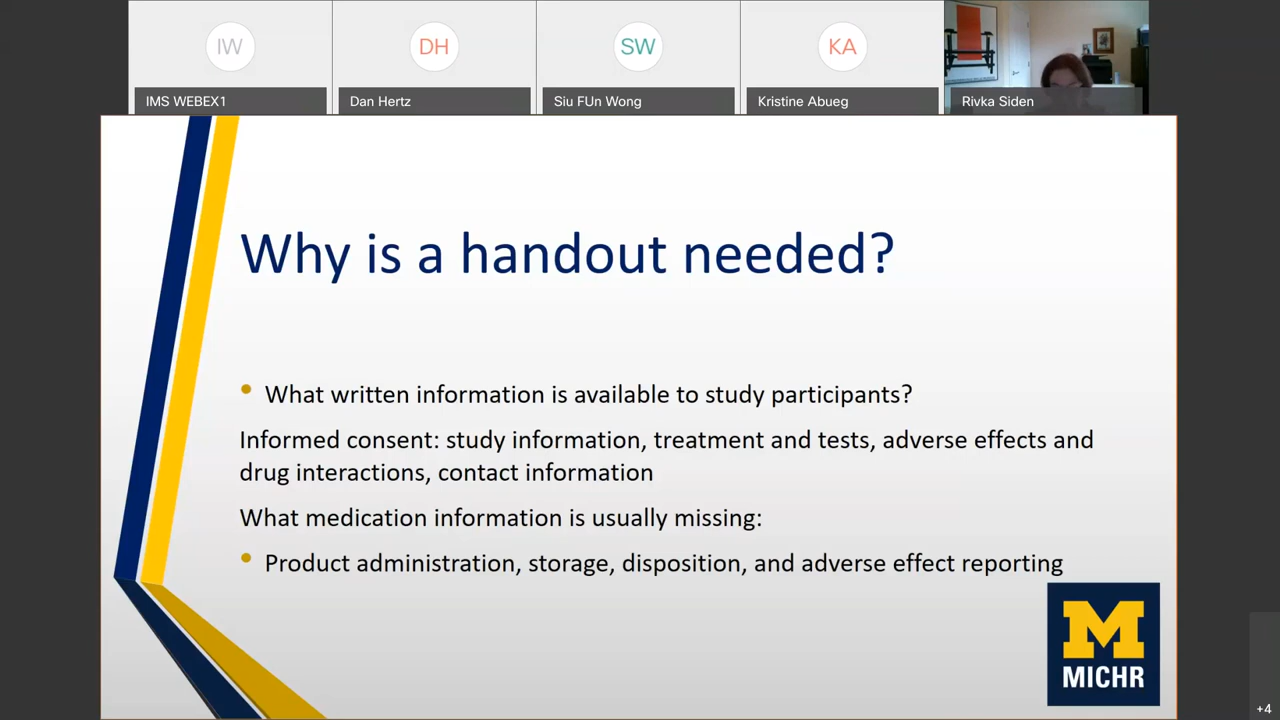 IW
DH
SW
KA
IMS WEBEX1
Dan Hertz
Siu FUn Wong
Kristine Abueg
Rivka Siden
Why is a handout needed?
• What written information is available to study participants?
Informed consent: study information, treatment and tests, adverse effects and
drug interactions, contact information
What medication information is usually missing:
• Product administration, storage, disposition, and adverse effect reporting
M
MICHR
+4